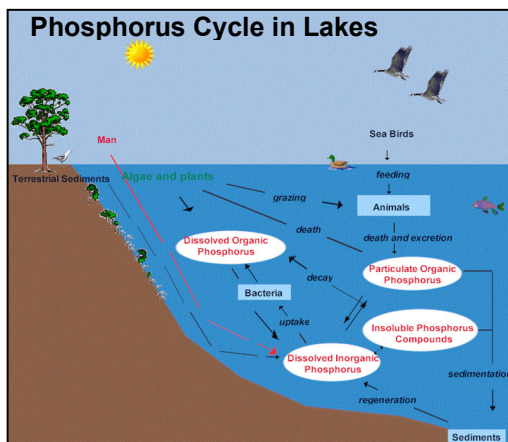 Phosphorus Cycle in Lakes
Man
Sea Birds
Terrestrial Sediments
Algae and plants
feeding
grazing
Animals
death
death and excretion
Dissolved Organic
Phosphorus
decay
Particulate Organic
Phosphorus
Bacteria
uptake
Insoluble Phosphorus
Compounds
Dissolved Inorganic
Phosphorus
sedimentation
regeneration
Sediments